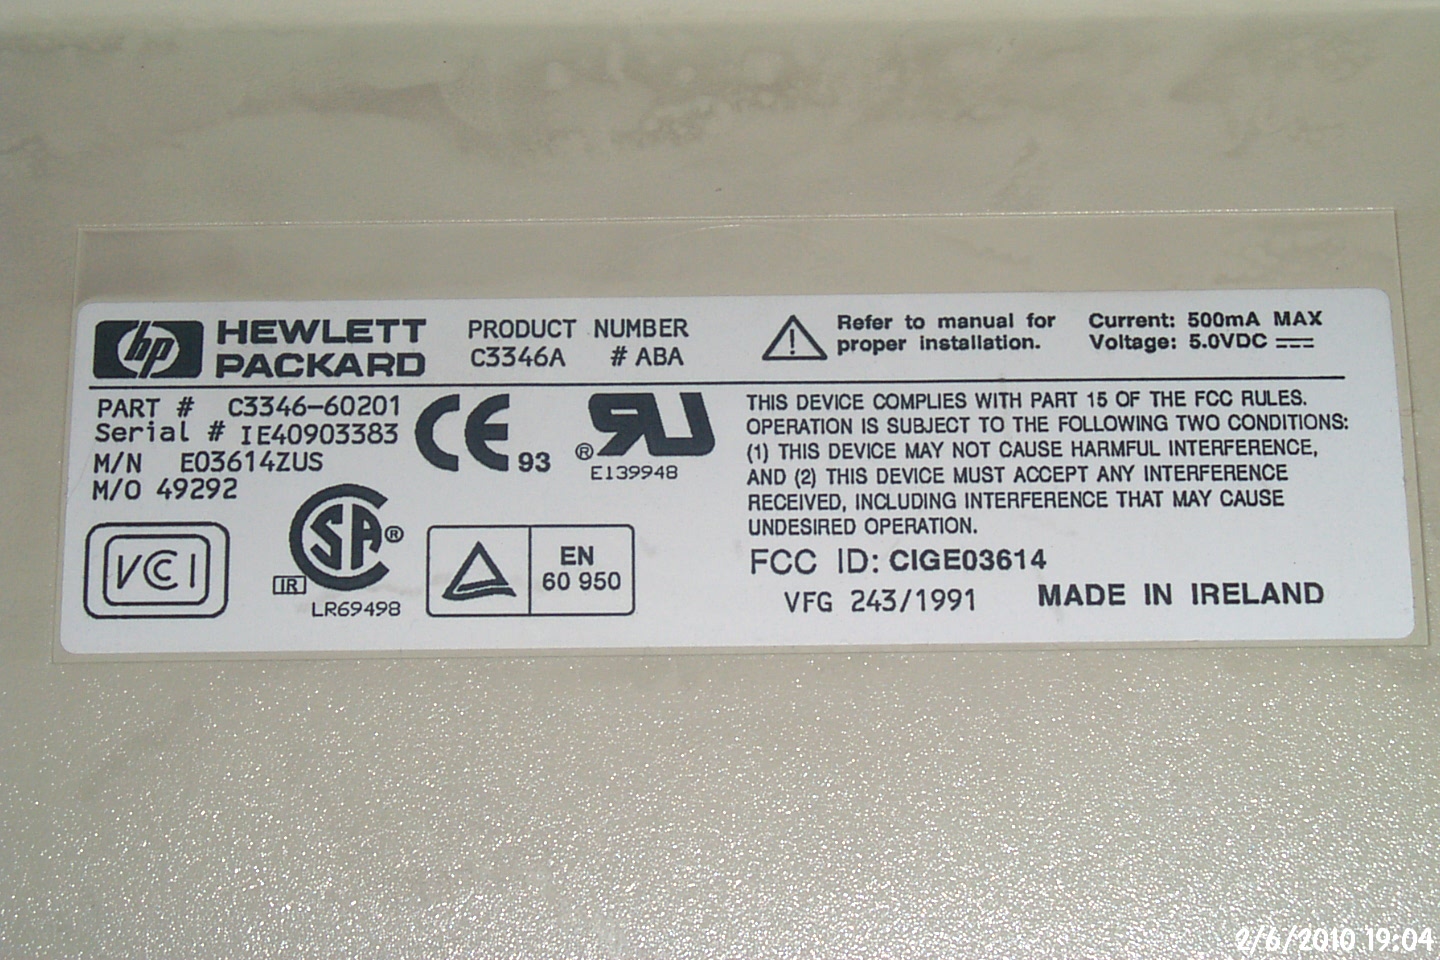 hp HEWLETT PACKARD
PRODUCT NUMBER
C3346A # ABA
! Refer to manual for
proper installation.
Current: 500mA MAX
Voltage: 5.0VDC
PART # C3346-60201
Serial # IE40903383
M/N E03614ZUS
M/O 49292
CE 93
® RU
E139948
THIS DEVICE COMPLIES WITH PART 15 OF THE FCC RULES.
OPERATION IS SUBJECT TO THE FOLLOWING TWO CONDITIONS:
(1) THIS DEVICE MAY NOT CAUSE HARMFUL INTERFERENCE,
AND (2) THIS DEVICE MUST ACCEPT ANY INTERFERENCE
RECEIVED, INCLUDING INTERFERENCE THAT MAY CAUSE
UNDESIRED OPERATION.
FCC ID: CIGE03614
VFG 243/1991 MADE IN IRELAND
VCCI
SA®
IR
LR69498
EN
60 950
2/6/2010 19:04